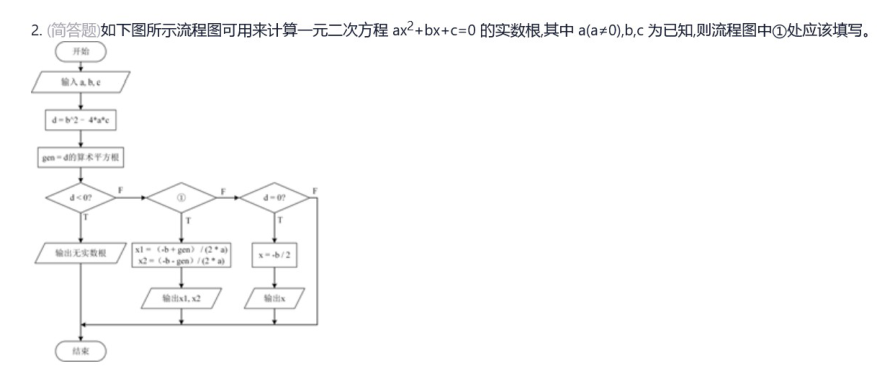 2. (简答题)如下图所示流程图可用来计算一元二次方程 ax²+bx+c=0 的实数根,其中 a(a≠0),b,c 为已知,则流程图中①处应该填写。
开始
输入 a, b, c
d=b^2- 4*a*c
gen=d的算术平方根
d<0?
F
①
F
d=0?
F
T
T
T
输出无实数根
x1=（-b+gen）/(2*a)
x2=（-b-gen）/(2*a)
x=-b/2
输出x1, x2
输出x
结束